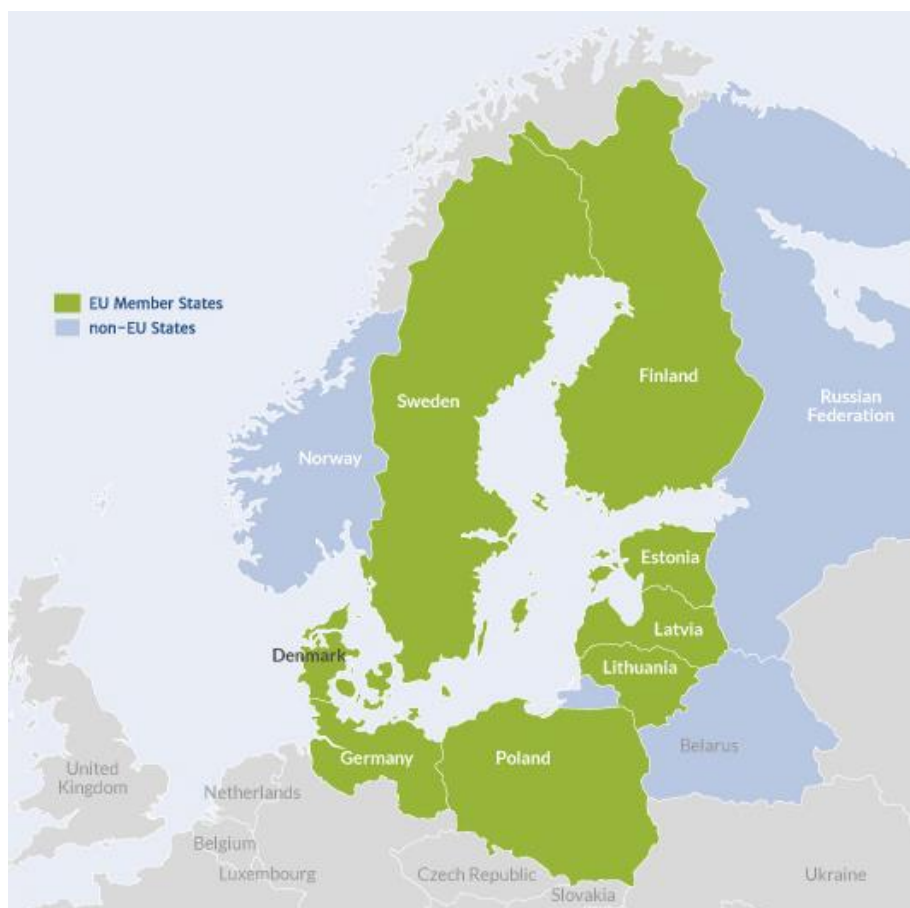 EU Member States
non-EU States
Finland
Sweden
Russian
Federation
Norway
Estonia
Latvia
Denmark
Lithuania
Belarus
Germany
Poland
United
Kingdom
Netherlands
Belgium
Luxembourg
Czech Republic
Ukraine
Slovakia